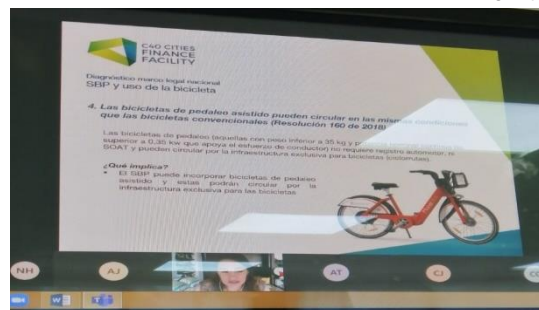 C40 CITIES
FINANCE
FACILITY
Diagnóstico marco legal nacional
SBP y uso de la bicicleta
4. Las bicicletas de pedaleo asistido pueden circular en las mismas condiciones
que las bicicletas convencionales (Resolución 160 de 2018)
Las bicicletas de pedaleo (aquellas con peso inferior a 35 kg y
superior a 0,35 kw que apoya el esfuerzo de conductor) no requiere registro automotor, ni
SOAT y pueden circular por la infraestructura exclusiva para bicicletas
¿Qué implica?
• El SBP puede incorporar bicicletas de pedaleo
asistido y estas podrán circular por la
infraestructura exclusiva para las bicicletas
NH
AJ
AT
CJ